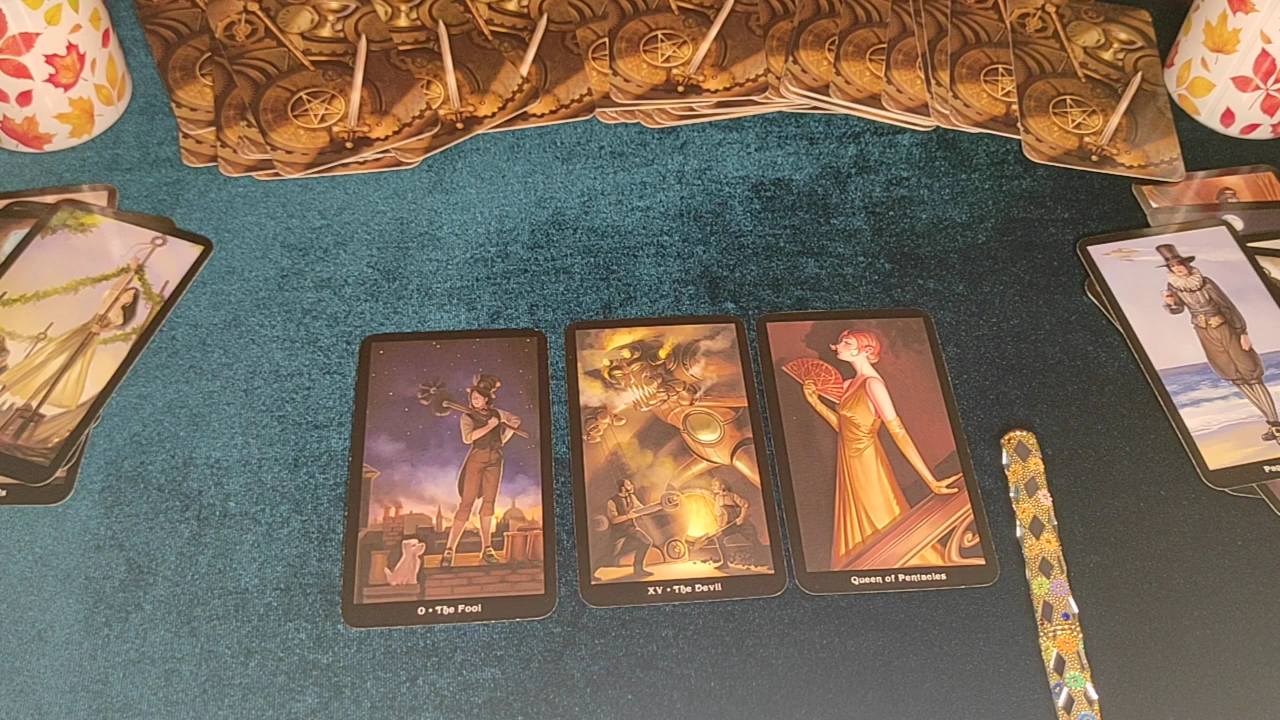 0 • The Fool
XV • The Devil
Queen of Pentacles